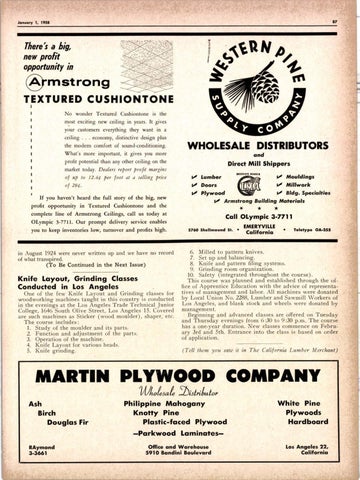 January 1, 1958
87
There's a big,
new profit
opportunity in
Armstrong
TEXTURED CUSHIONTONE
No wonder Textured Cushiontone is the
most exciting new ceiling in years. It gives
your customers everything they want in a
ceiling . . . economy, distinctive design plus
the modern comfort of sound-conditioning.
What's more important, it gives you more
profit potential than any other ceiling on the
market today. Dealers report profit margins
of up to 12.6¢ per foot at a selling price
of 26¢.
If you haven't heard the full story of the big, new
profit opportunity in Textured Cushiontone and the
complete line of Armstrong Ceilings, call us today at
OLympic 3-7711. Our prompt delivery service enables
you to keep inventories low, turnover and profits high.
WESTERN PINE
SUPPLY COMPANY
WHOLESALE DISTRIBUTORS
and
Direct Mill Shippers
Lumber
Doors
Plywood
Mouldings
Millwork
Bldg. Specialties
Armstrong Building Materials
Call OLympic 3-7711
5760 Shellmound St. • EMERYVILLE • Teletype OA-253
California
in August 1924 were never written up and we have no record
of what transpired.
(To Be Continued in the Next Issue)
Knife Layout, Grinding Classes
Conducted in Los Angeles
One of the few Knife Layout and Grinding classes for
woodworking machines taught in this country is conducted
in the evenings at the Los Angeles Trade Technical Junior
College, 1646 South Olive Street, Los Angeles 15. Covered
are such machines as Sticker (wood molder), shaper, etc.
The course includes:
1. Study of the moulder and its parts.
2. Function and adjustment of the parts.
3. Operation of the machine.
4. Knife Layout for various heads.
5. Knife grinding.
6. Milled to pattern knives.
7. Set up and balancing.
8. Knife and pattern filing systems.
9. Grinding room organization.
10. Safety (integrated throughout the course).
This course was planned and established through the office
of Apprentice Education with the advice of representatives
of management and labor. All machines were donated
by Local Union No. 2288, Lumber and Sawmill Workers of
Los Angeles, and blank stock and wheels were donated by
management.
Beginning and advanced classes are offered on Tuesday
and Thursday evenings from 6:30 to 9:30 p.m. The course
has a one-year duration. New classes commence on February
3rd and 5th. Entrance into the class is based on order
of application.
(Tell them you saw it in The California Lumber Merchant)
MARTIN PLYWOOD COMPANY
Wholesale Distributor
Ash
Birch
Douglas Fir
Philippine Mahogany
Knotty Pine
Plastic-faced Plywood
—Parkwood Laminates—
White Pine
Plywoods
Hardboard
RAymond
3-3661
Office and Warehouse
5910 Bandini Boulevard
Los Angeles 22,
California